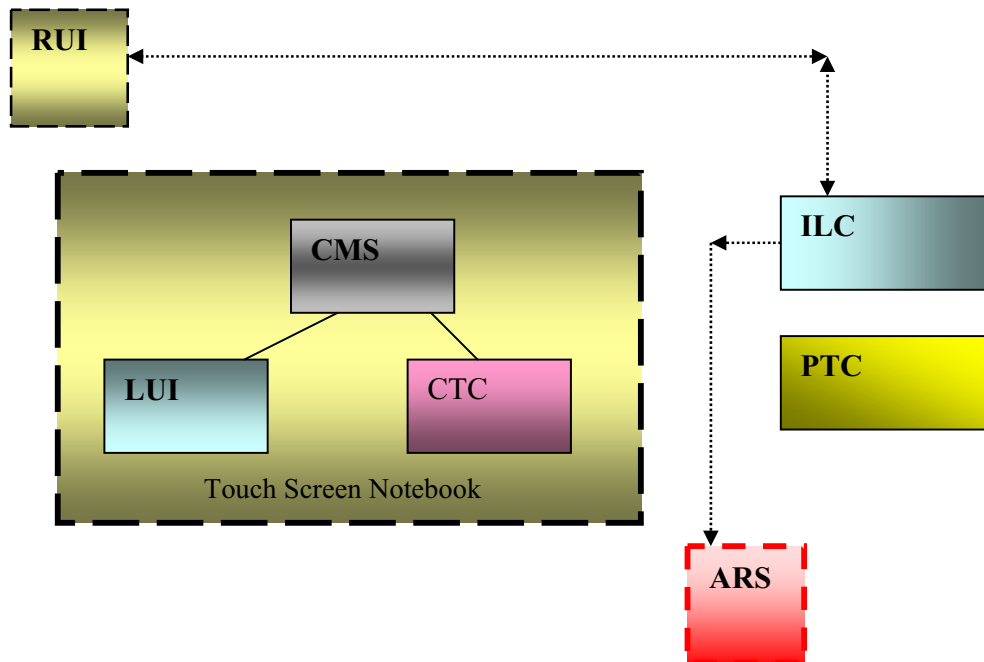 RUI
CMS
ILC
LUI
CTC
PTC
Touch Screen Notebook
ARS